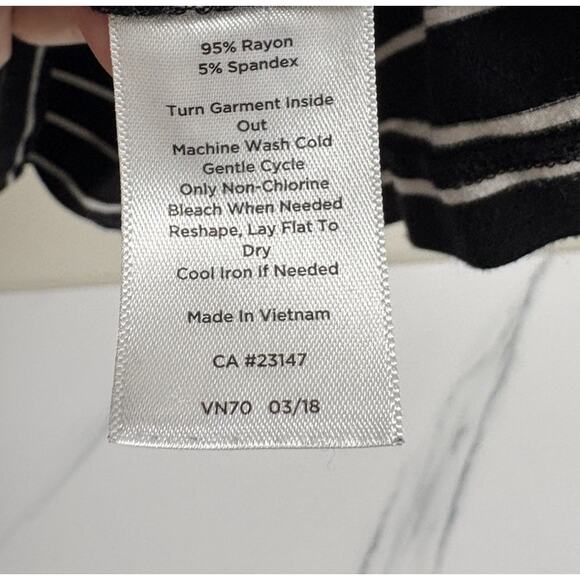 95% Rayon
5% Spandex
Turn Garment Inside
Out
Machine Wash Cold
Gentle Cycle
Only Non-Chlorine
Bleach When Needed
Reshape, Lay Flat To
Dry
Cool Iron If Needed
Made In Vietnam
CA #23147
VN70 03/18